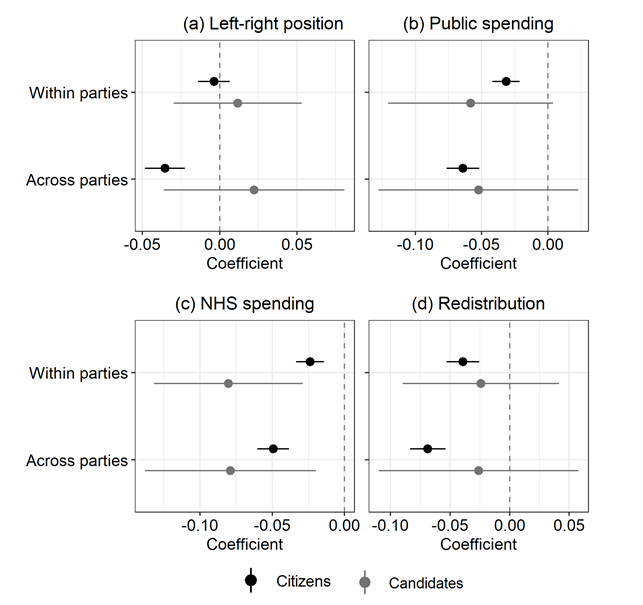 (a) Left-right position
(b) Public spending
Within parties
Across parties
-0.05 0.00 0.05
-0.10 -0.05 0.00
Coefficient
Coefficient
(c) NHS spending
(d) Redistribution
Within parties
Across parties
-0.10 -0.05 0.00
-0.10 -0.05 0.00 0.05
Coefficient
Coefficient
Citizens
Candidates